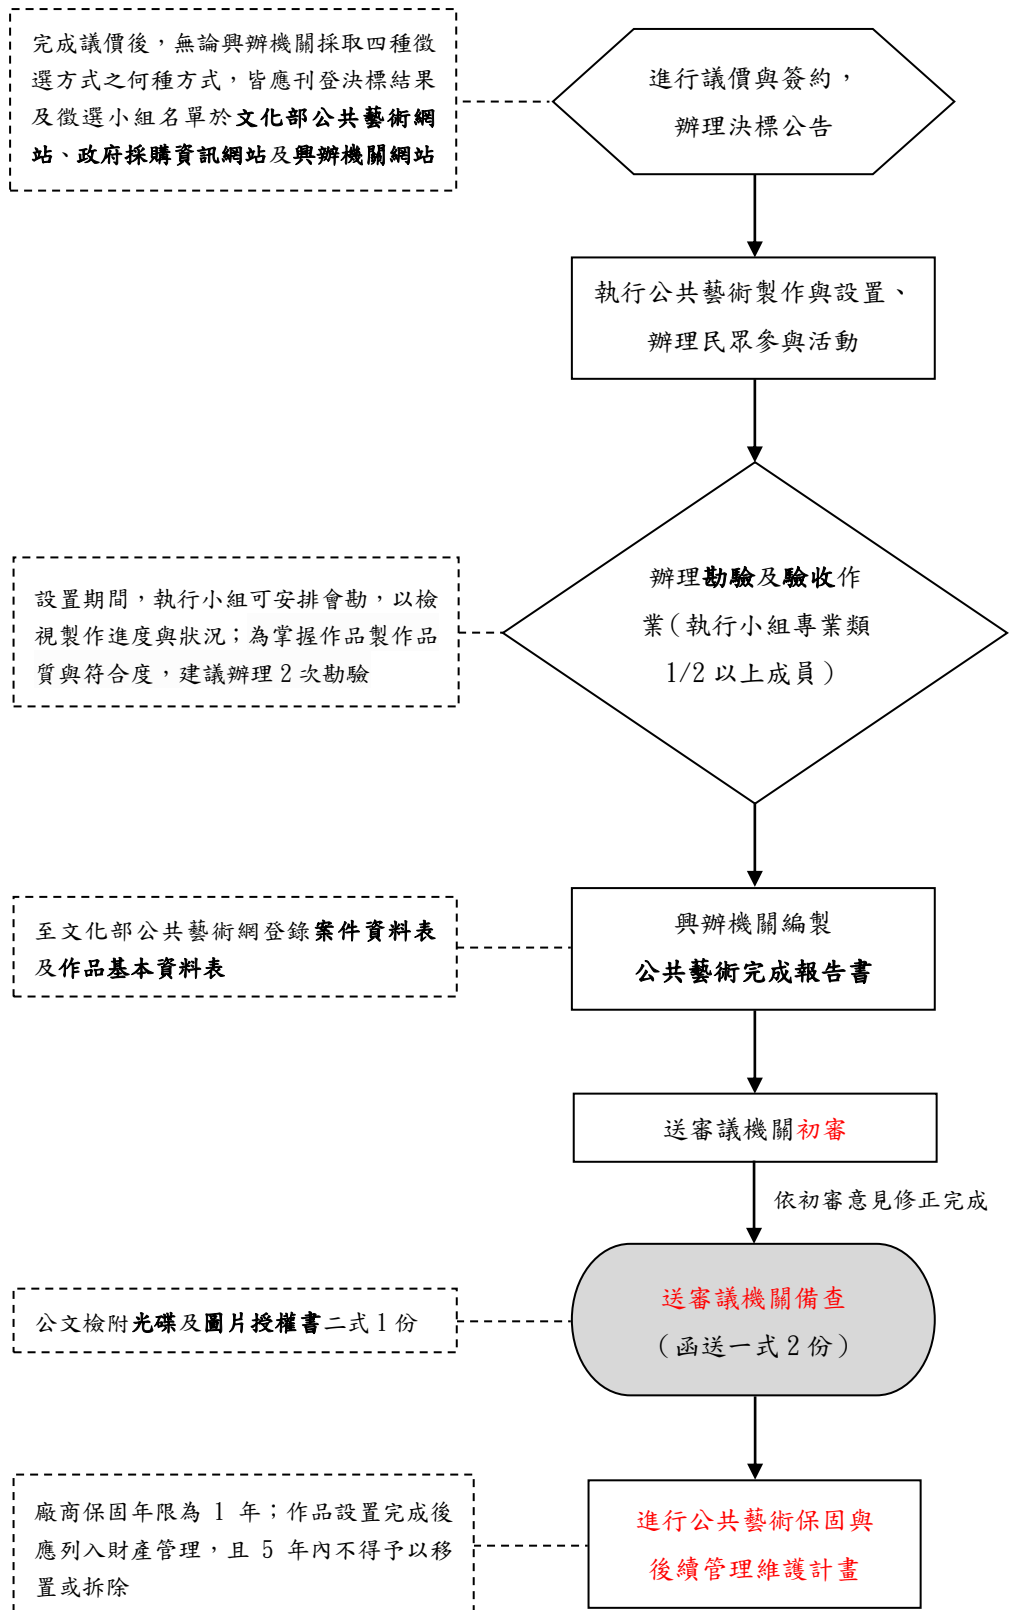 完成議價後，無論興辦機關採取四種徵
選方式之何種方式，皆應刊登決標結果
及徵選小組名單於文化部公共藝術網
站、政府採購資訊網站及興辦機關網站
進行議價與簽約，
辦理決標公告
執行公共藝術製作與設置、
辦理民眾參與活動
設置期間，執行小組可安排會勘，以檢
視製作進度與狀況；為掌握作品製作品
質與符合度，建議辦理 2 次勘驗
辦理勘驗及驗收作
業（執行小組專業類
1/2 以上成員）
至文化部公共藝術網登錄案件資料表
及作品基本資料表
興辦機關編製
公共藝術完成報告書
送審議機關初審
依初審意見修正完成
公文檢附光碟及圖片授權書二式 1 份
送審議機關備查
（函送一式 2 份）
廠商保固年限為 1 年；作品設置完成後
應列入財產管理，且 5 年內不得予以移
置或拆除
進行公共藝術保固與
後續管理維護計畫